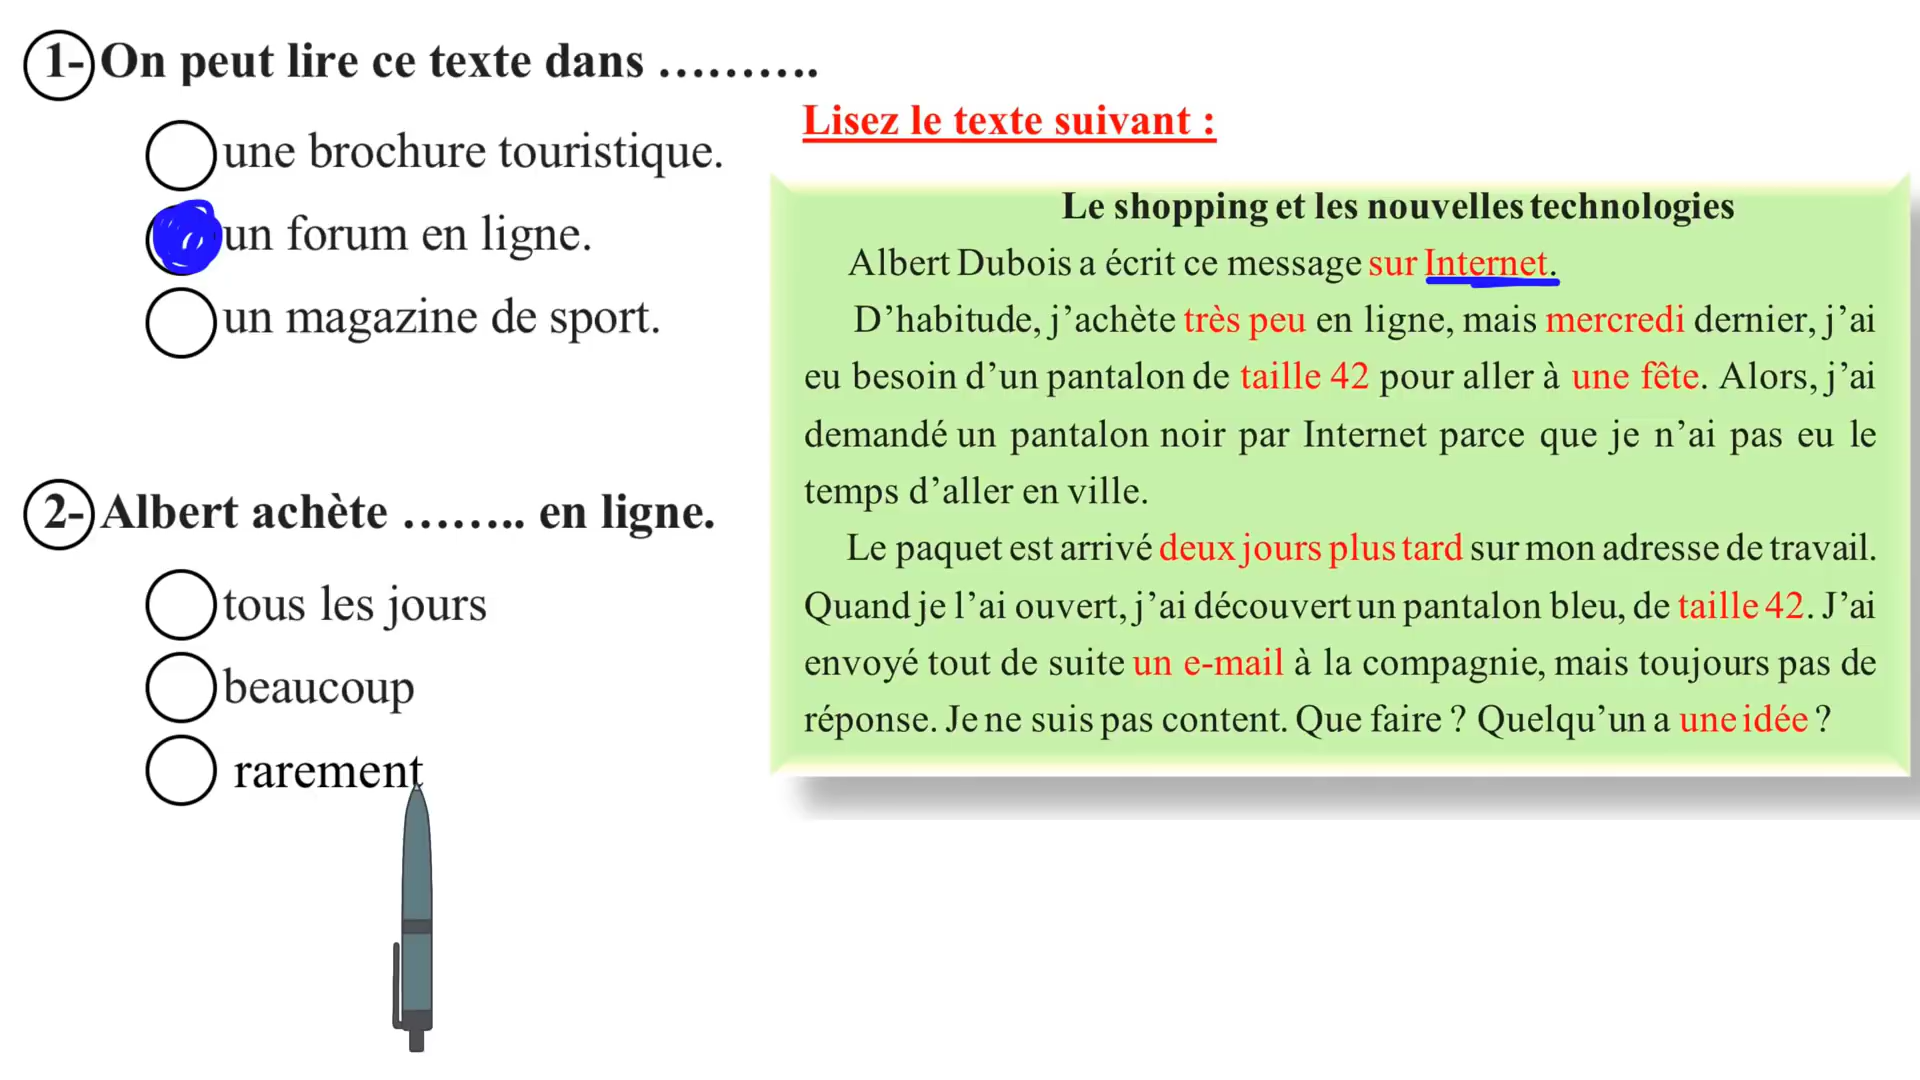 1- On peut lire ce texte dans ……….
une brochure touristique.
un forum en ligne.
un magazine de sport.
2- Albert achète …….. en ligne.
tous les jours
beaucoup
rarement
Lisez le texte suivant :
Le shopping et les nouvelles technologies
Albert Dubois a écrit ce message sur Internet.
D’habitude, j’achète très peu en ligne, mais mercredi dernier, j’ai
eu besoin d’un pantalon de taille 42 pour aller à une fête. Alors, j’ai
demandé un pantalon noir par Internet parce que je n’ai pas eu le
temps d’aller en ville.
Le paquet est arrivé deux jours plus tard sur mon adresse de travail.
Quand je l’ai ouvert, j’ai découvert un pantalon bleu, de taille 42. J’ai
envoyé tout de suite un e-mail à la compagnie, mais toujours pas de
réponse. Je ne suis pas content. Que faire ? Quelqu’un a une idée ?